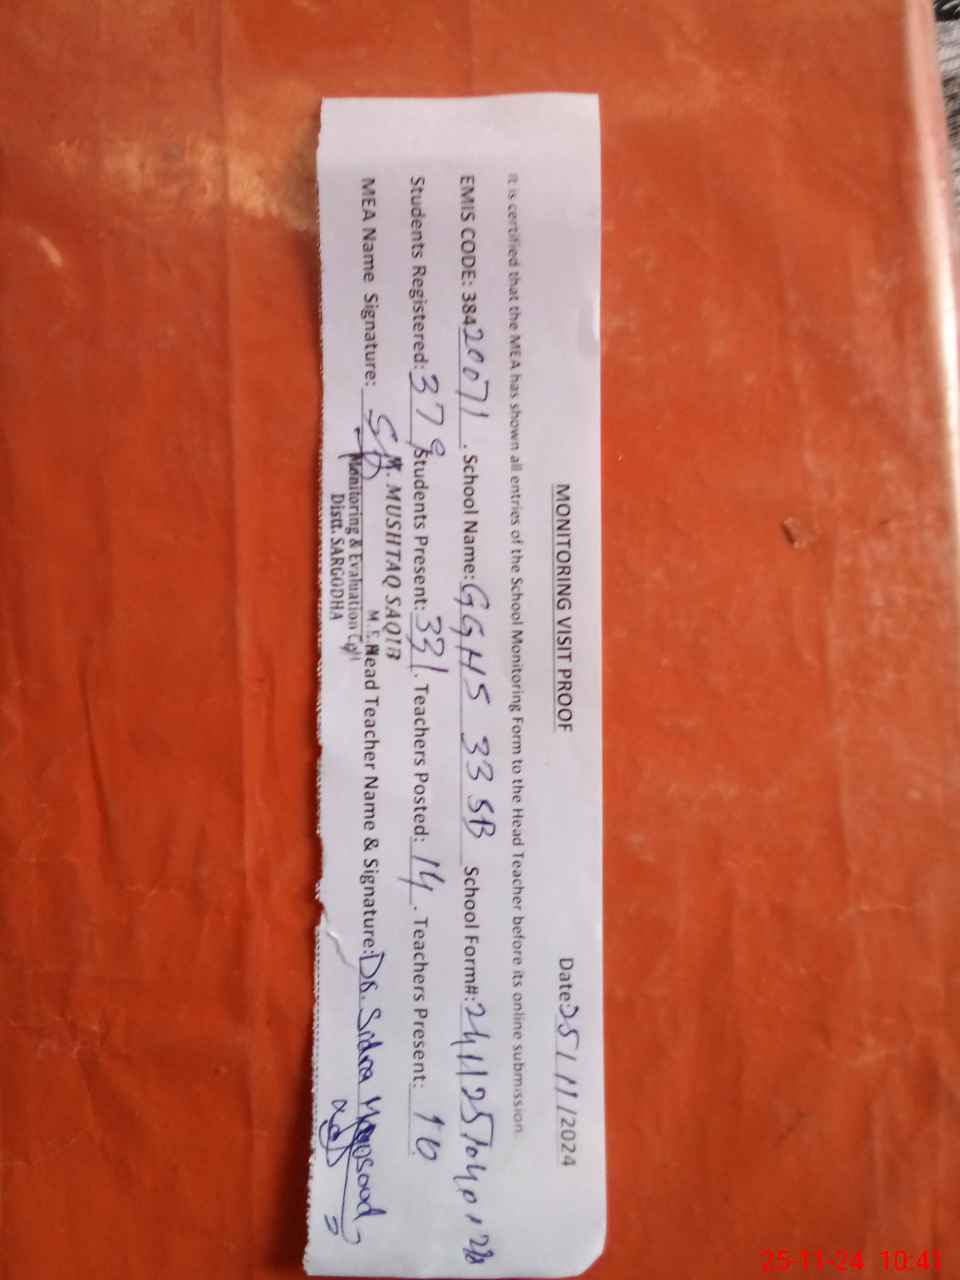 MONITORING VISIT PROOF
Date: 25/11/2024
It is certified that the MEA has shown all entries of the School Monitoring Form to the Head Teacher before its online submission.
EMIS CODE: 38420071. School Name: GGHS 33 SB School Form#:
Students Registered: 379 Students Present: 331. Teachers Posted: 14. Teachers Present: 10
MEA Name Signature: Head Teacher Name & Signature: Dr. Sidra Maqsood
M. MUSHTAQ SAQIB
M.E.A
Monitoring & Evaluation Cell
Distt. SARGODHA
25-11-24 10:41